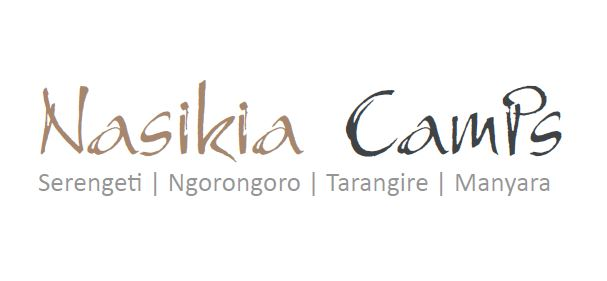 Nasikia Camps
Serengeti | Ngorongoro | Tarangire | Manyara